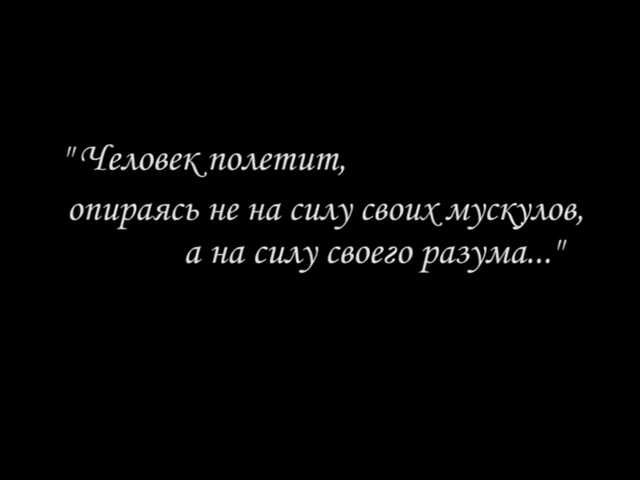 " Человек полетит,
опираясь не на силу своих мускулов,
а на силу своего разума..."